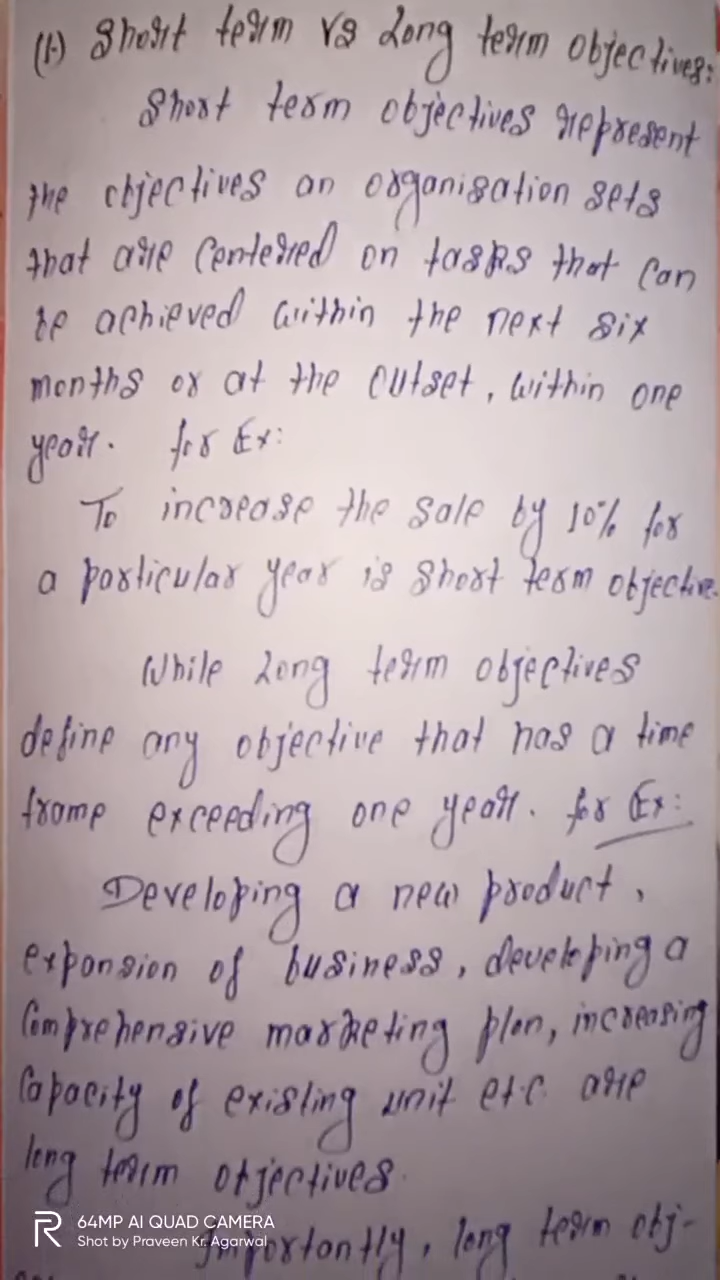 (1.) Short term vs Long term objectives:
Short term objectives represent
the objectives an organisation sets
that are centered on tasks that can
be achieved within the next six
months or at the outset, within one
year. for Ex:
To increase the sale by 10% for
a particular year is short term objective.
While Long term objectives
define any objective that has a time
frame exceeding one year. for Ex:
Developing a new product,
expansion of business, developing a
Comprehensive marketing plan, increasing
Capacity of existing unit etc. are
long term objectives.
Importantly, long term obj-
64MP AI QUAD CAMERA
Shot by Praveen Kr. Agarwal